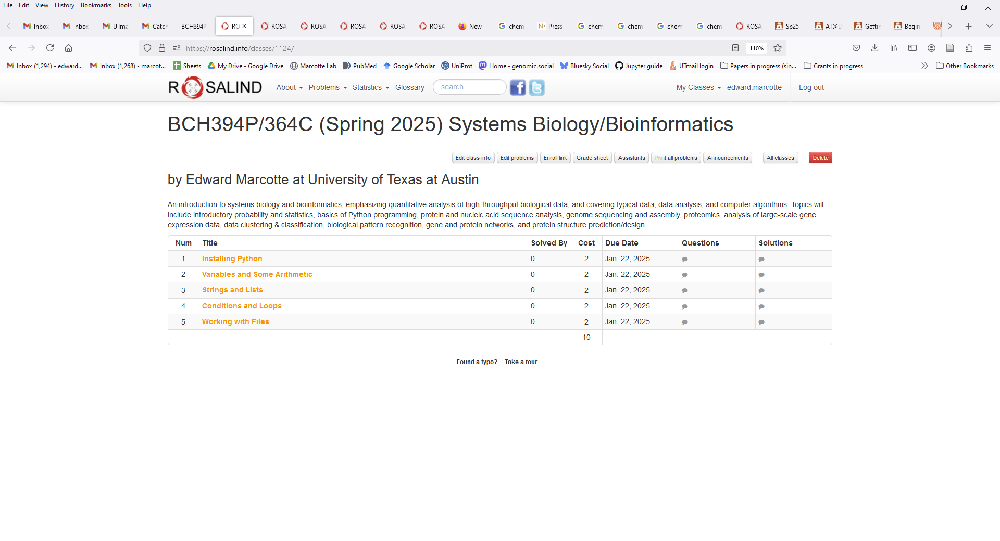 File Edit View History Bookmarks Tools Help
Inbox Inbox UTma Catch BCH394P RO ROSA ROSA ROSA ROSA ROSA New T chem N· Press chem chem chem chem ROSA Sp25 AT@U Gettin Begin
https://rosalind.info/classes/1124/ 110%
Inbox (1,294) - edward... Inbox (1,268) - marcot... Sheets My Drive - Google Drive Marcotte Lab PubMed Google Scholar UniProt Home - genomic.social Bluesky Social Jupyter guide UTmail login Papers in progress (sin... Grants in progress Other Bookmarks
ROSALIND About Problems Statistics Glossary search My Classes edward.marcotte Log out
BCH394P/364C (Spring 2025) Systems Biology/Bioinformatics
Edit class info Edit problems Enroll link Grade sheet Assistants Print all problems Announcements All classes Delete
by Edward Marcotte at University of Texas at Austin
An introduction to systems biology and bioinformatics, emphasizing quantitative analysis of high-throughput biological data, and covering typical data, data analysis, and computer algorithms. Topics will
include introductory probability and statistics, basics of Python programming, protein and nucleic acid sequence analysis, genome sequencing and assembly, proteomics, analysis of large-scale gene
expression data, data clustering & classification, biological pattern recognition, gene and protein networks, and protein structure prediction/design.
Num Title Solved By Cost Due Date Questions Solutions
1 Installing Python 0 2 Jan. 22, 2025
2 Variables and Some Arithmetic 0 2 Jan. 22, 2025
3 Strings and Lists 0 2 Jan. 22, 2025
4 Conditions and Loops 0 2 Jan. 22, 2025
5 Working with Files 0 2 Jan. 22, 2025
10
Found a typo? Take a tour